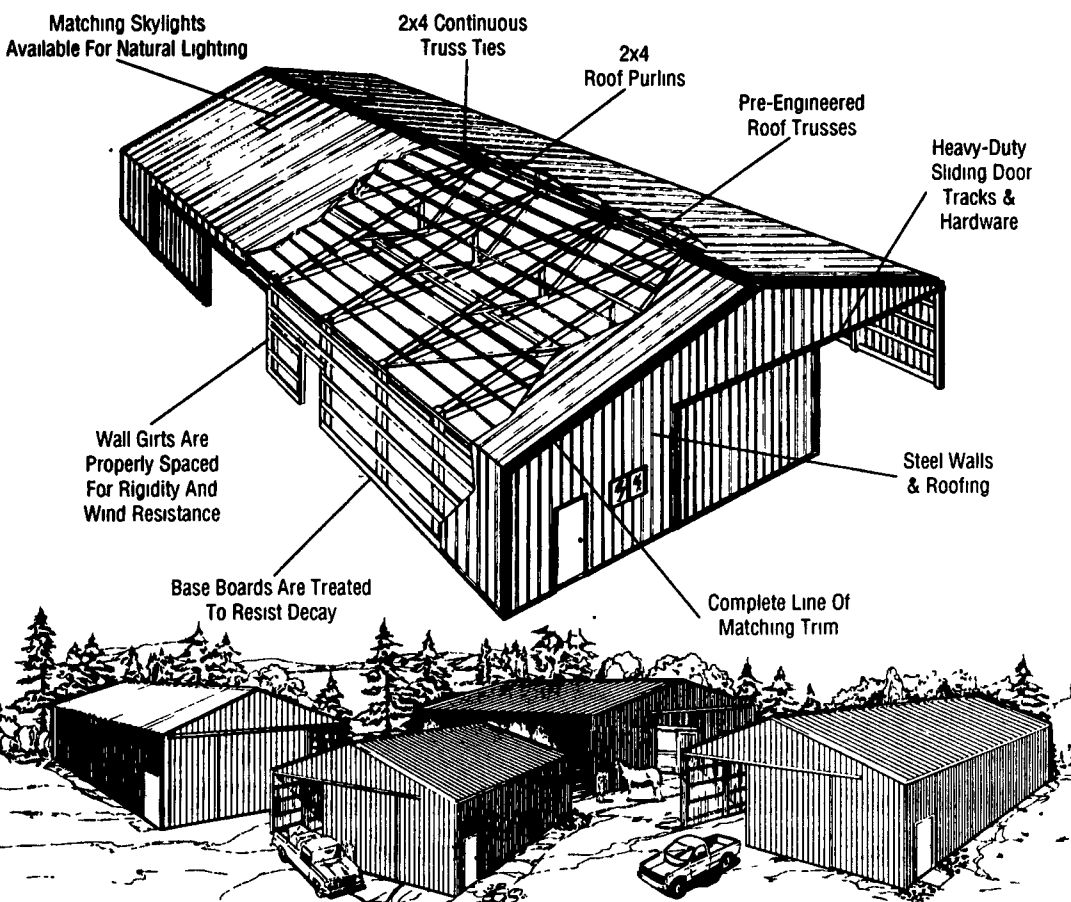 Matching Skylights
Available For Natural Lighting
2x4 Continuous
Truss Ties
2x4
Roof Purlins
Pre-Engineered
Roof Trusses
Heavy-Duty
Sliding Door
Tracks &
Hardware
Wall Girts Are
Properly Spaced
For Rigidity And
Wind Resistance
Steel Walls
& Roofing
Base Boards Are Treated
To Resist Decay
Complete Line Of
Matching Trim